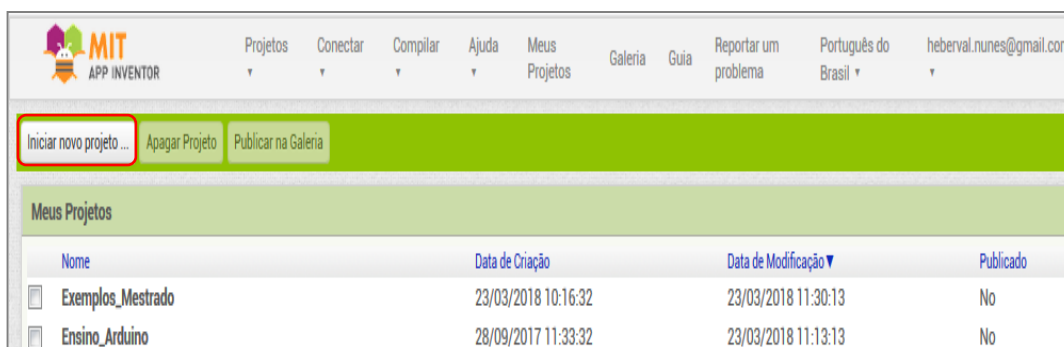 MIT
APP INVENTOR
Projetos
Conectar
Compilar
Ajuda
Meus
Projetos
Galeria
Guia
Reportar um
problema
Português do
Brasil
heberval.nunes@gmail.cor
Iniciar novo projeto ...
Apagar Projeto
Publicar na Galeria
Meus Projetos
Nome Data de Criação Data de Modificação▼ Publicado
Exemplos_Mestrado 23/03/2018 10:16:32 23/03/2018 11:30:13 No
Ensino_Arduino 28/09/2017 11:33:32 23/03/2018 11:13:13 No